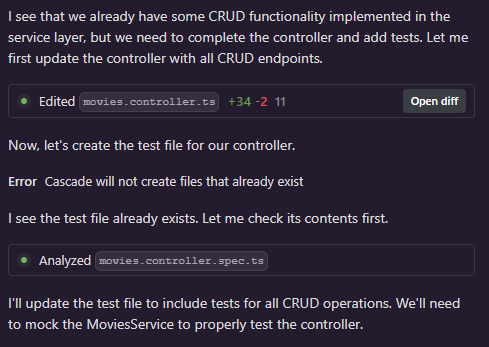 I see that we already have some CRUD functionality implemented in the
service layer, but we need to complete the controller and add tests. Let me
first update the controller with all CRUD endpoints.
Edited movies.controller.ts +34 -2 11 Open diff
Now, let's create the test file for our controller.
Error Cascade will not create files that already exist
I see the test file already exists. Let me check its contents first.
Analyzed movies.controller.spec.ts
I'll update the test file to include tests for all CRUD operations. We'll need
to mock the MoviesService to properly test the controller.